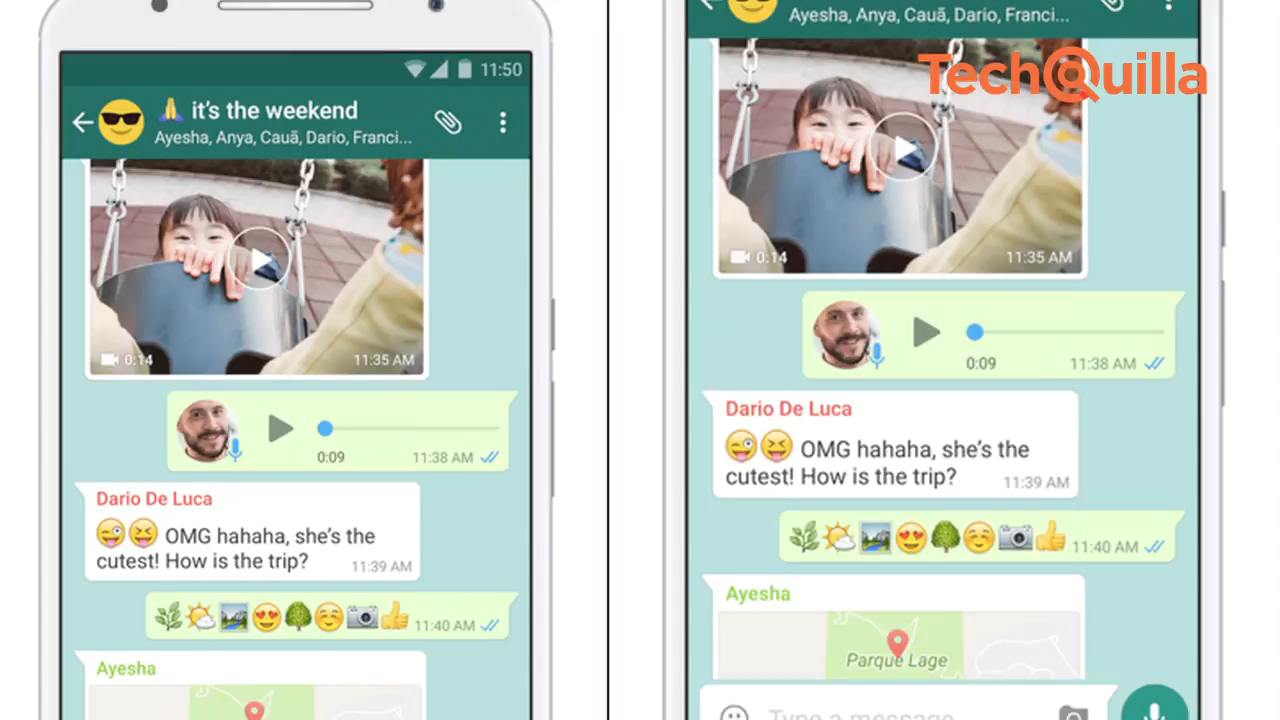 11:50
🙏 it's the weekend
Ayesha, Anya, Cauã, Dario, Franci...
0:14
11:35 AM
0:09
11:38 AM
Dario De Luca
OMG hahaha, she's the
cutest! How is the trip?
11:39 AM
11:40 AM
Ayesha
Ayesha, Anya, Cauã, Dario, Franci...
TechQuilla
0:14
11:35 AM
0:09
11:38 AM
Dario De Luca
OMG hahaha, she's the
cutest! How is the trip?
11:39 AM
11:40 AM
Ayesha
Parque Lage
Type a message